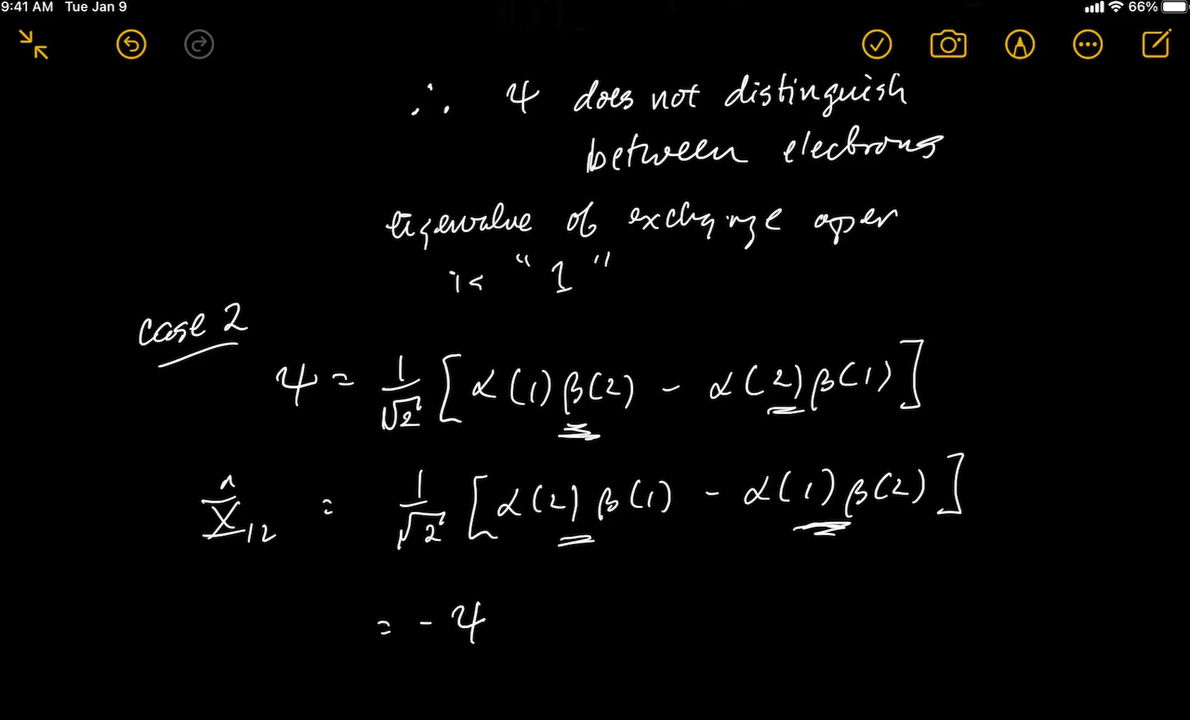 9:41 AM Tue Jan 9 66%
∴ ψ does not distinguish
between electrons
eigenvalue of exchange oper
is "1"
case 2
ψ = 1/√2 [α(1)β(2) - α(2)β(1)]
X̂₁₂ = 1/√2 [α(2)β(1) - α(1)β(2)]
= - ψ